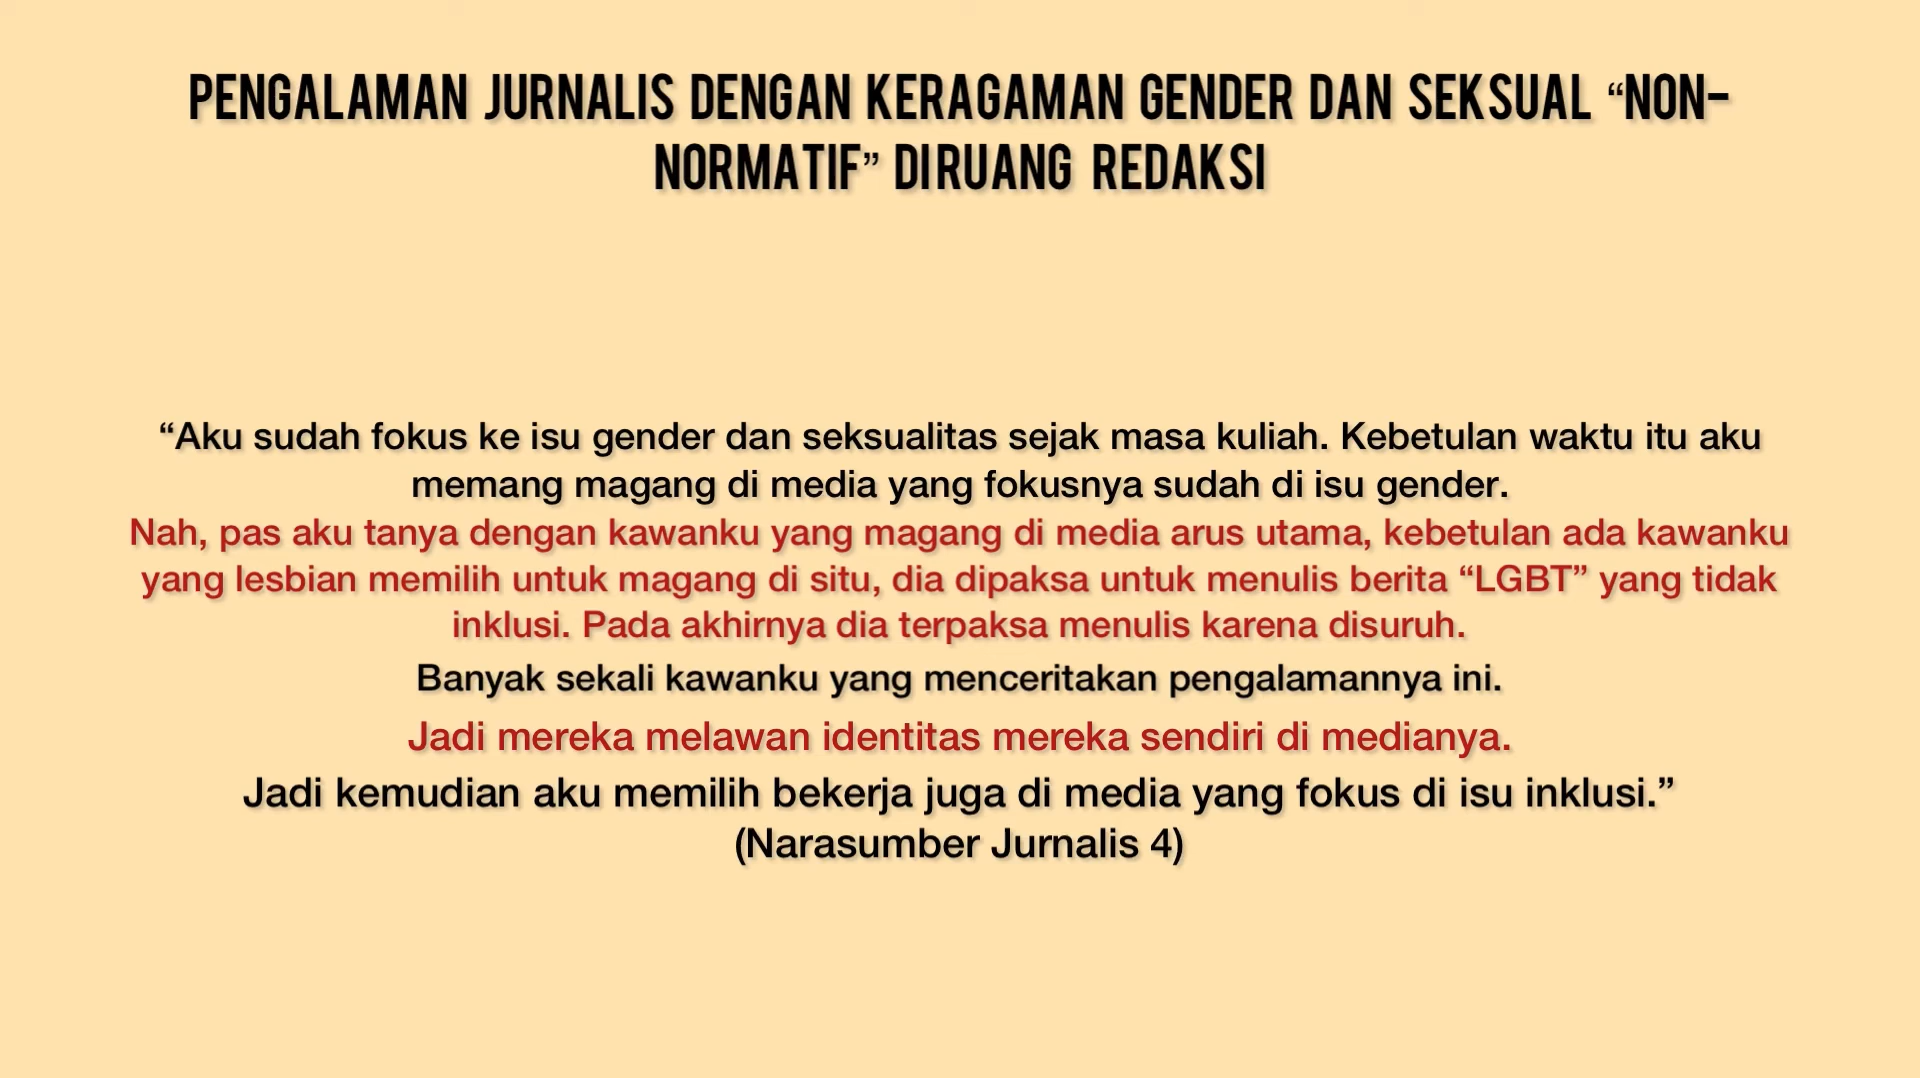 PENGALAMAN JURNALIS DENGAN KERAGAMAN GENDER DAN SEKSUAL “NON-
NORMATIF” DIRUANG REDAKSI
“Aku sudah fokus ke isu gender dan seksualitas sejak masa kuliah. Kebetulan waktu itu aku
memang magang di media yang fokusnya sudah di isu gender.
Nah, pas aku tanya dengan kawanku yang magang di media arus utama, kebetulan ada kawanku
yang lesbian memilih untuk magang di situ, dia dipaksa untuk menulis berita “LGBT” yang tidak
inklusi. Pada akhirnya dia terpaksa menulis karena disuruh.
Banyak sekali kawanku yang menceritakan pengalamannya ini.
Jadi mereka melawan identitas mereka sendiri di medianya.
Jadi kemudian aku memilih bekerja juga di media yang fokus di isu inklusi.”
(Narasumber Jurnalis 4)